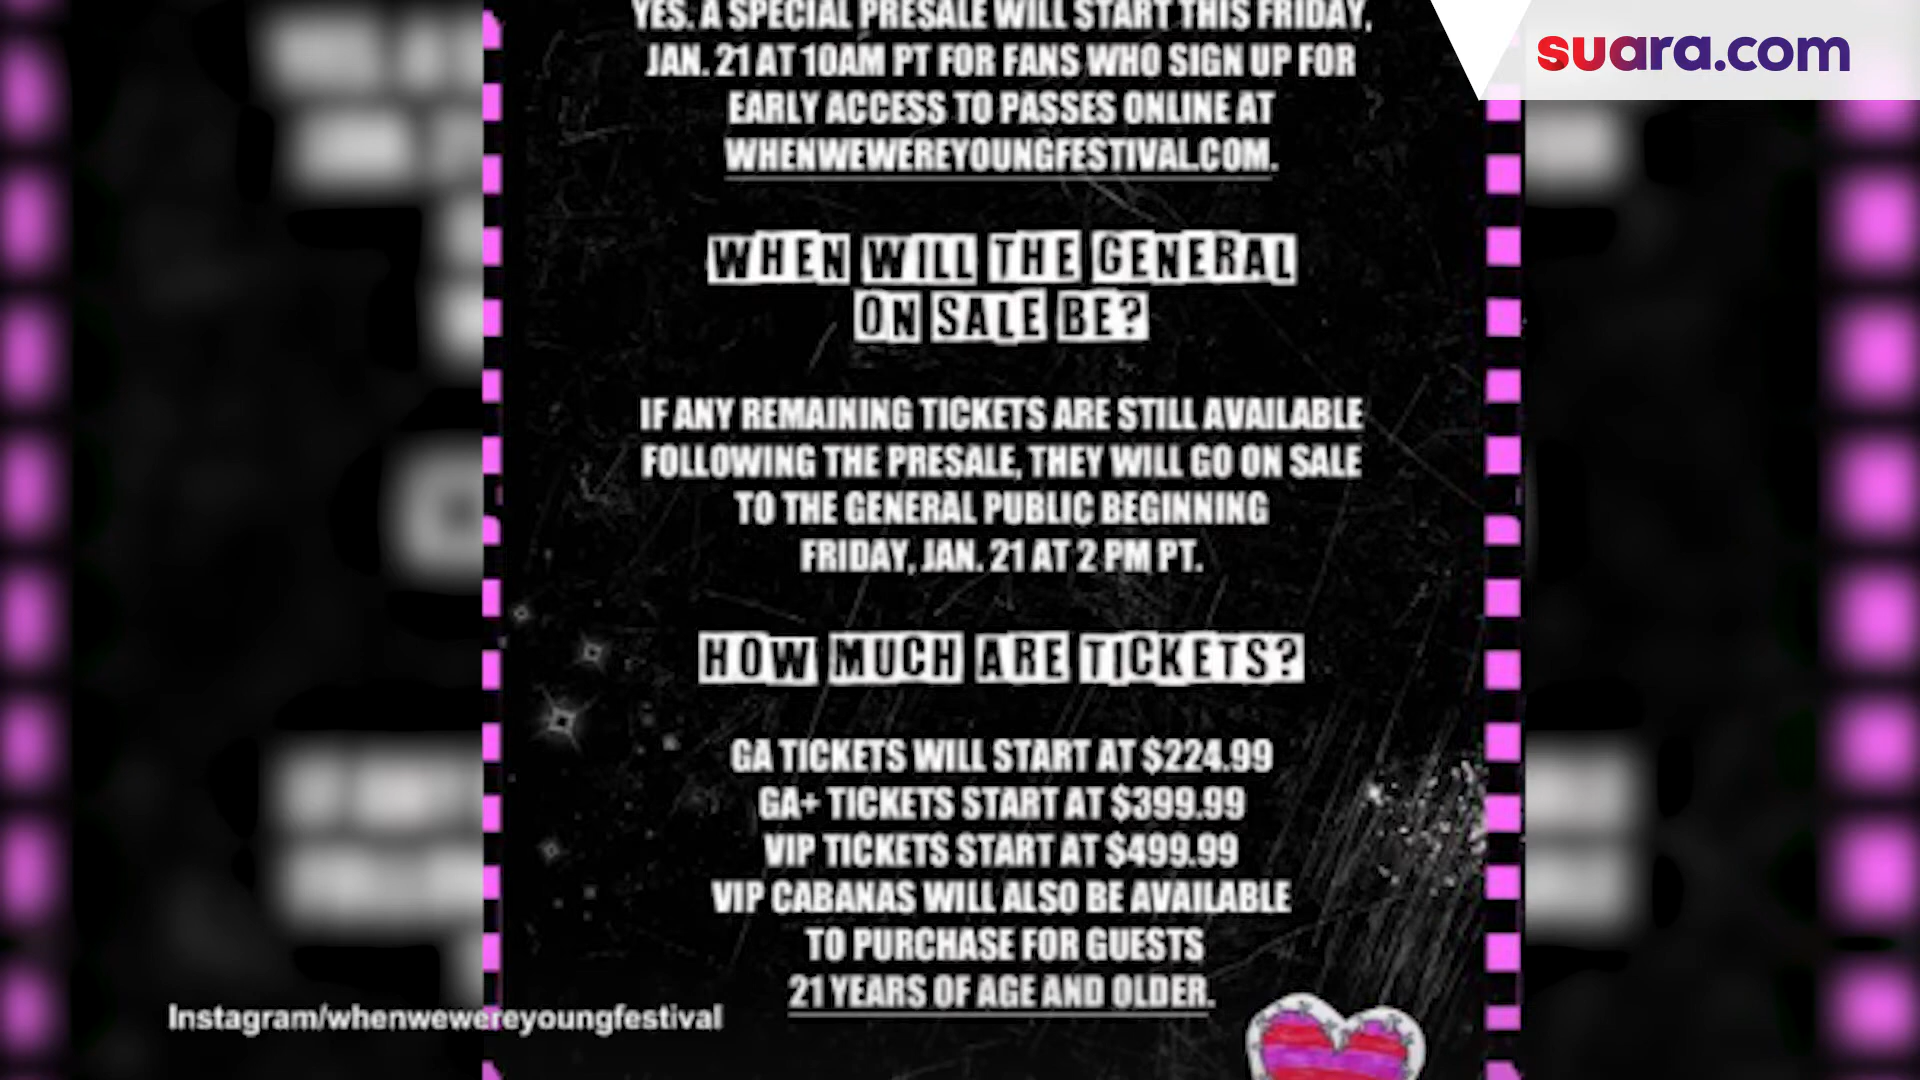 YES. A SPECIAL PRESALE WILL START THIS FRIDAY,
JAN. 21 AT 10AM PT FOR FANS WHO SIGN UP FOR
EARLY ACCESS TO PASSES ONLINE AT
WHENWEWEREYOUNGFESTIVAL.COM.
WHEN WILL THE GENERAL
ON SALE BE?
IF ANY REMAINING TICKETS ARE STILL AVAILABLE
FOLLOWING THE PRESALE, THEY WILL GO ON SALE
TO THE GENERAL PUBLIC BEGINNING
FRIDAY, JAN. 21 AT 2 PM PT.
HOW MUCH ARE TICKETS?
GA TICKETS WILL START AT $224.99
GA+ TICKETS START AT $399.99
VIP TICKETS START AT $499.99
VIP CABANAS WILL ALSO BE AVAILABLE
TO PURCHASE FOR GUESTS
21 YEARS OF AGE AND OLDER.
Instagram/whenwewereyoungfestival
suara.com